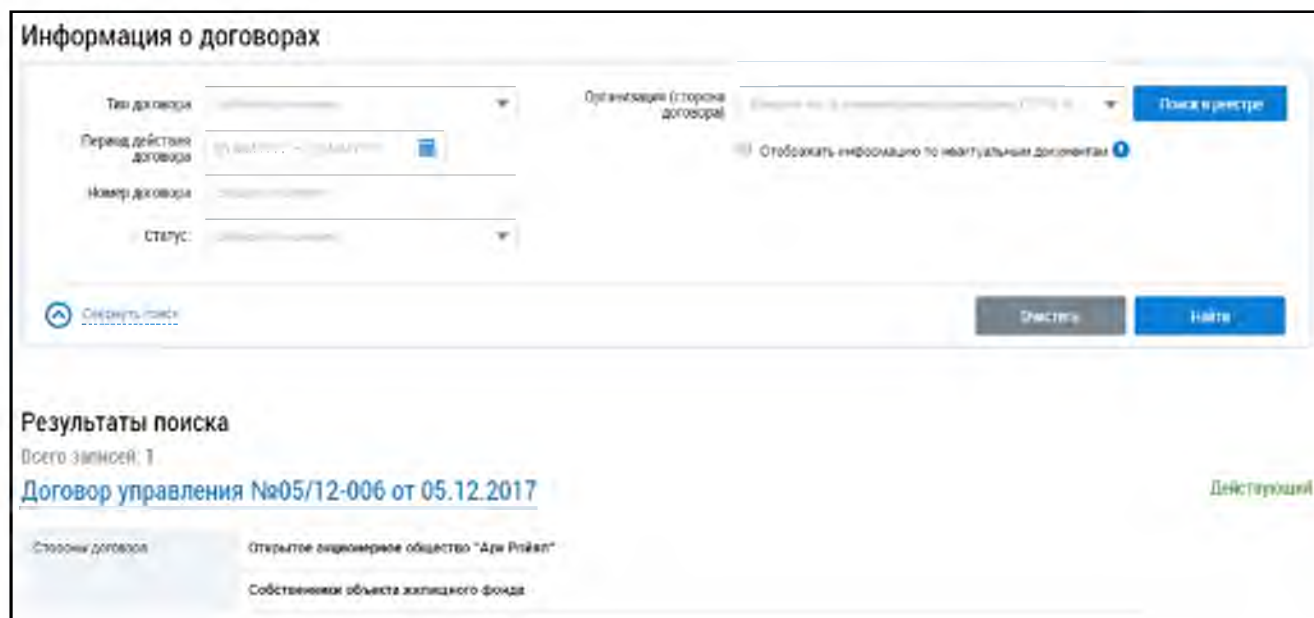 Информация о договорах
Тип договора
Организация (сторона договора)
Поиск в реестре
Период действия договора
Отображать информацию по неактуальным документам
Номер договора
Статус:
Свернуть поиск
Очистить
Найти
Результаты поиска
Всего записей: 1
Договор управления №05/12-006 от 05.12.2017
Действующий
Стороны договора
Открытое акционерное общество "Ари Ройял"
Собственники объекта жилищного фонда